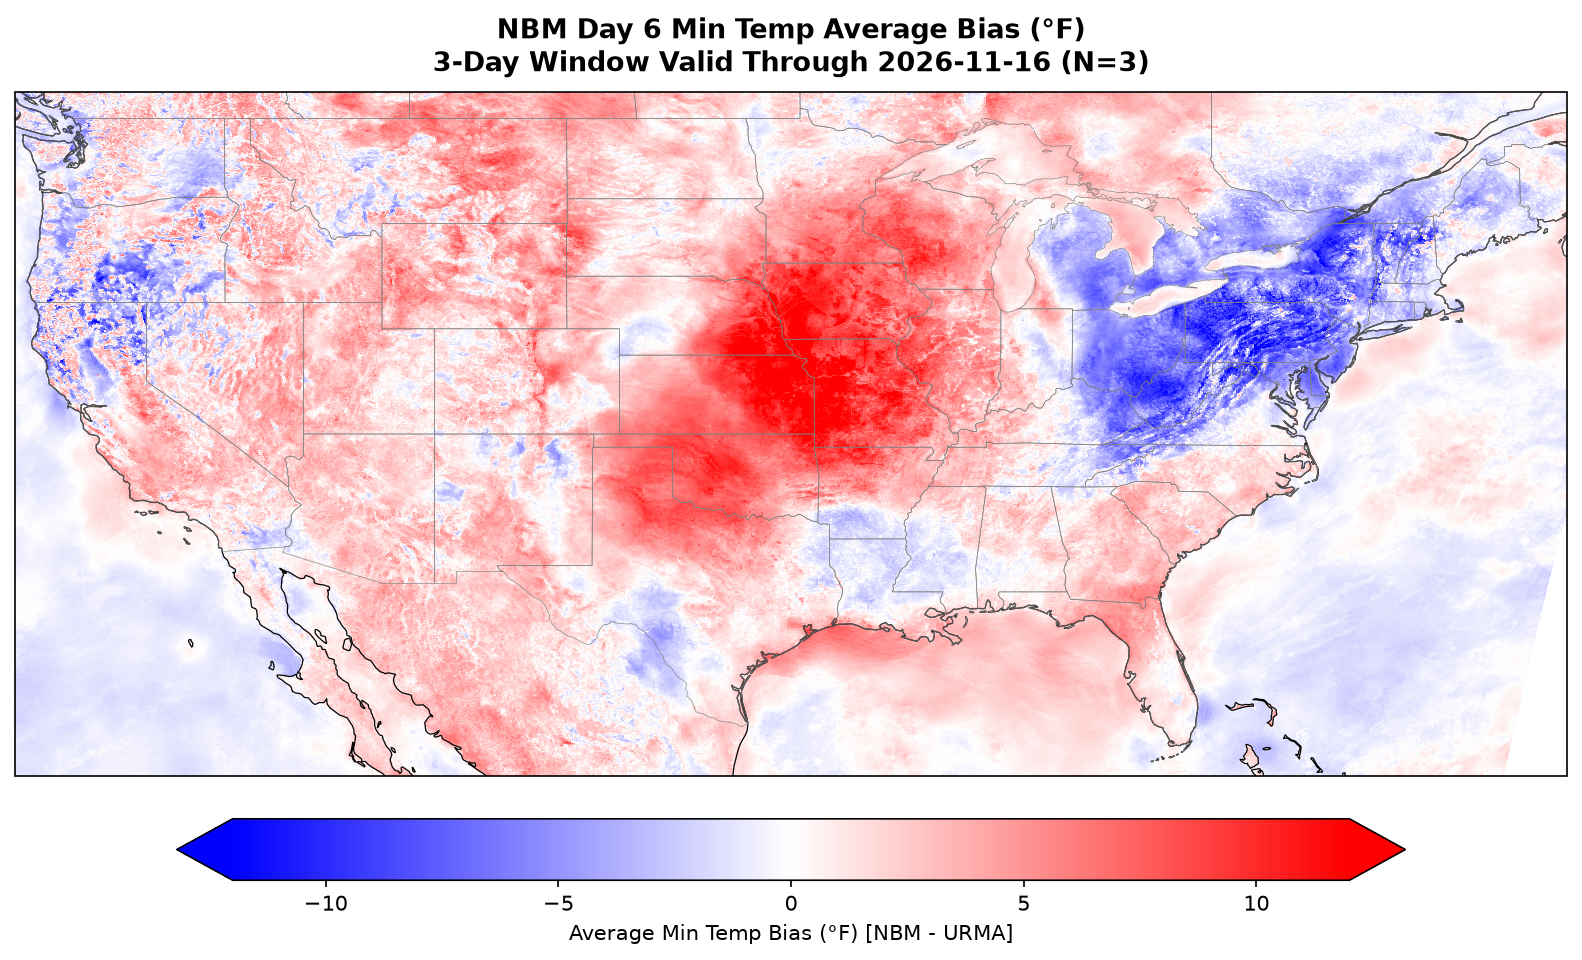 NBM Day 6 Min Temp Average Bias (°F)
3-Day Window Valid Through 2026-11-16 (N=3)
−10 −5 0 5 10
Average Min Temp Bias (°F) [NBM - URMA]